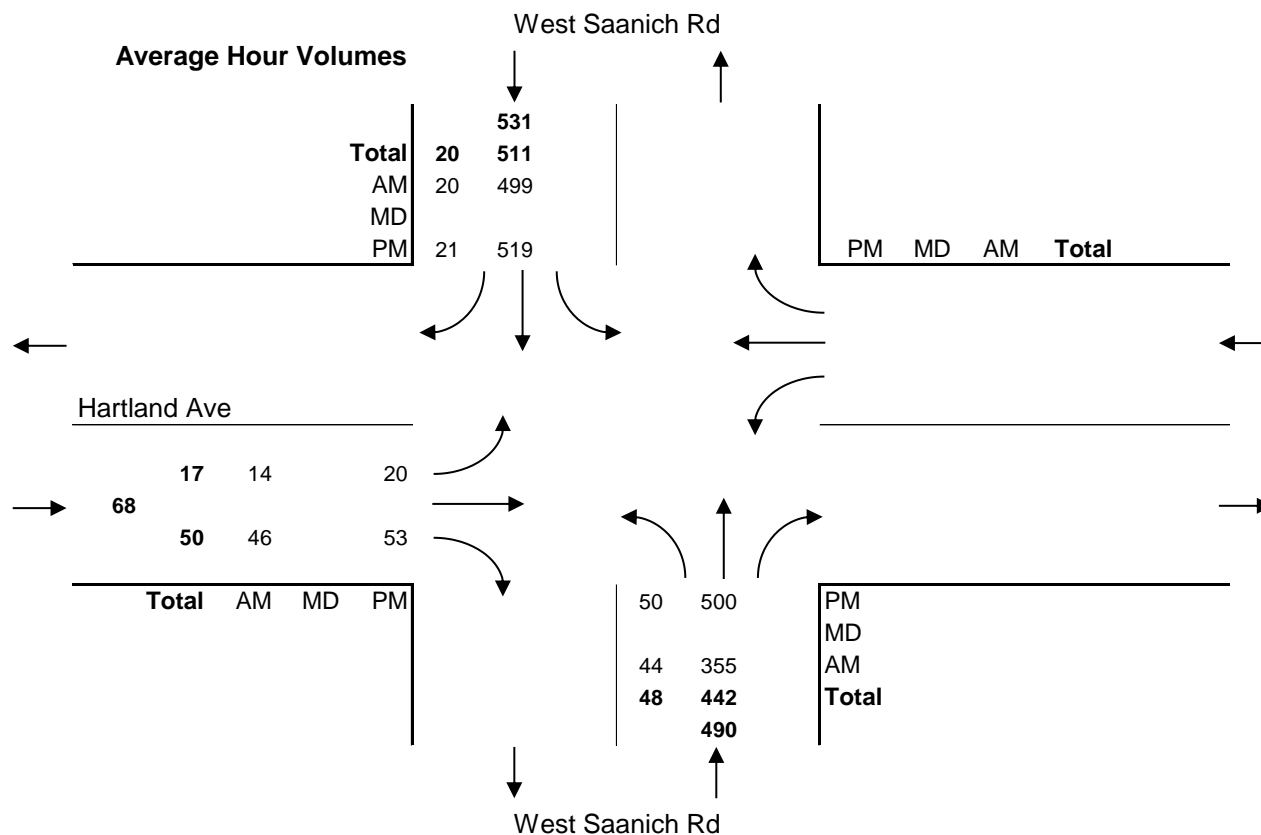 West Saanich Rd
Average Hour Volumes
531
Total 20 511
AM 20 499
MD
PM 21 519
PM MD AM Total
Hartland Ave
17 14 20
68
50 46 53
Total AM MD PM
50 500 PM
MD
44 355 AM
48 442 Total
490
West Saanich Rd